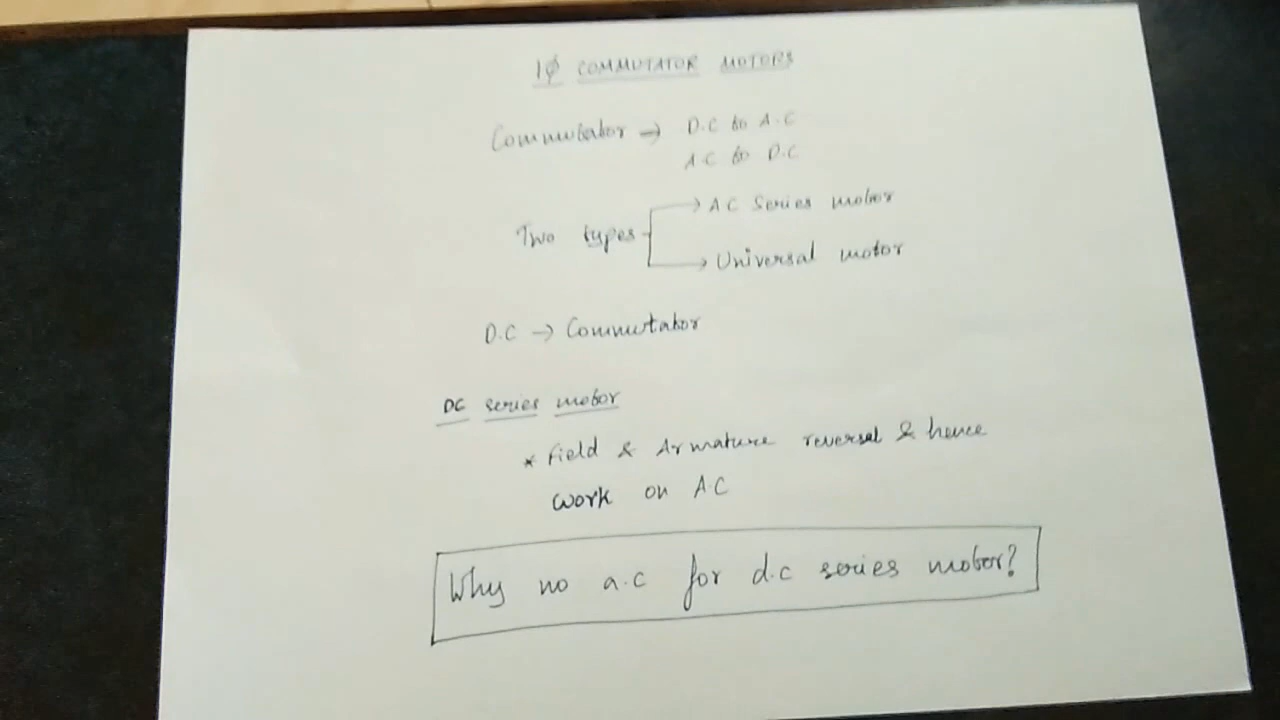 1ϕ COMMUTATOR MOTORS
Commutator → D.C to A.C
A.C to D.C
Two types → AC Series motor
→ Universal motor
D.C → Commutator
DC series motor
* Field & Armature reversal & hence
work on A.C
Why no a.c for d.c series motor?